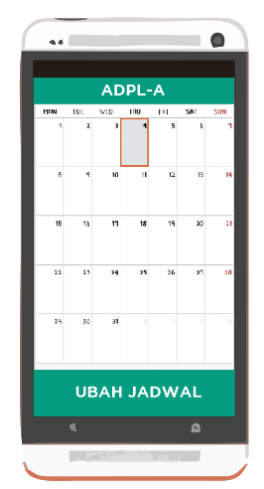 ADPL-A
MON TUE WED THU FRI SAT SUN
1 2 3 4 5 6 7
8 9 10 11 12 13 14
15 16 17 18 19 20 21
22 23 24 25 26 27 28
29 30 31
UBAH JADWAL